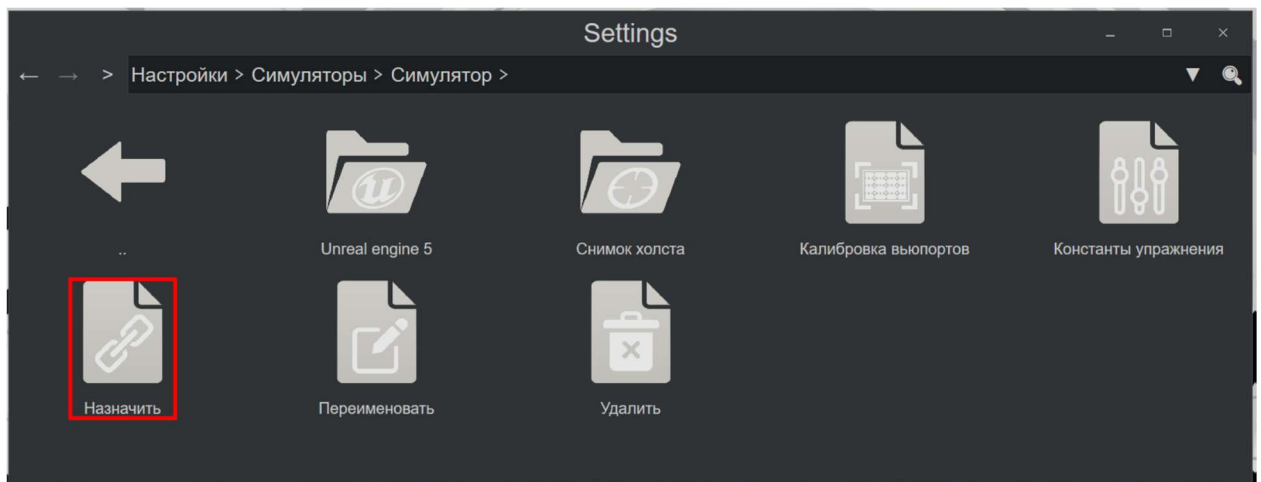 Settings
Настройки > Симуляторы > Симулятор >
..
Unreal engine 5
Снимок холста
Калибровка вьюпортов
Константы упражнения
Назначить
Переименовать
Удалить